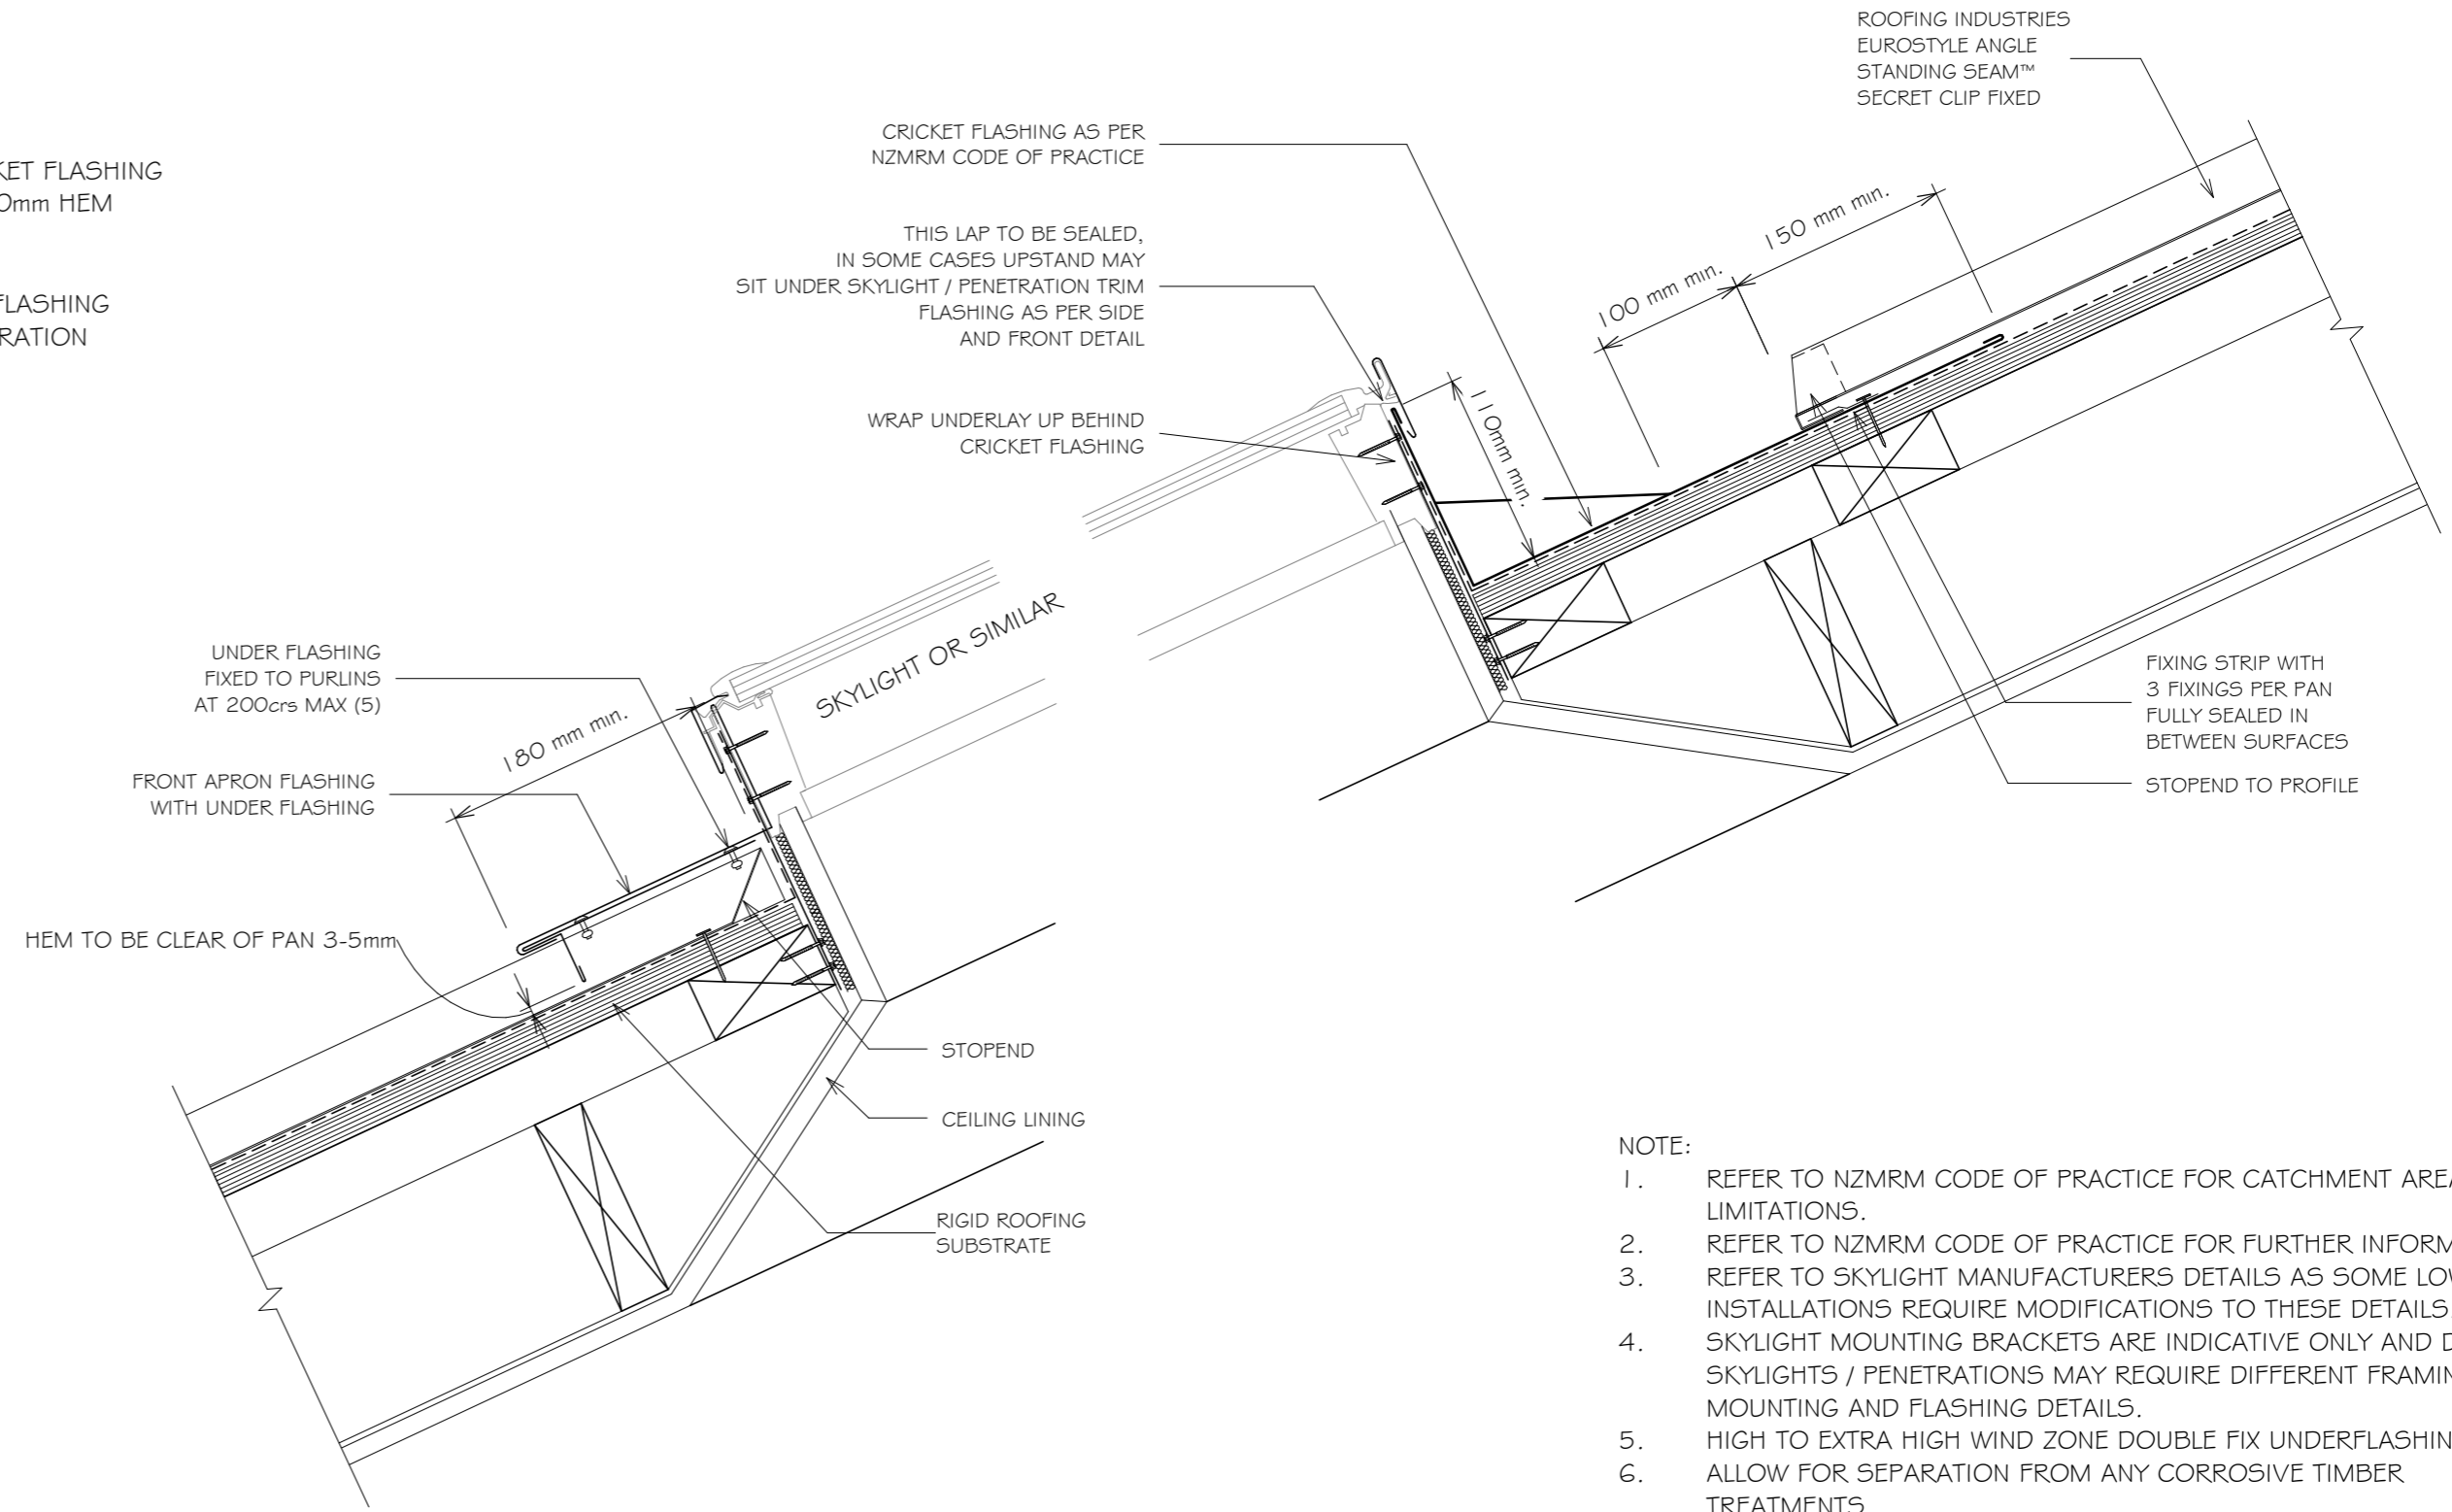 KET FLASHING
0mm HEM
FLASHING
RATION
ROOFING INDUSTRIES
EUROSTYLE ANGLE
STANDING SEAM™
SECRET CLIP FIXED
CRICKET FLASHING AS PER
NZMRM CODE OF PRACTICE
THIS LAP TO BE SEALED,
IN SOME CASES UPSTAND MAY
SIT UNDER SKYLIGHT / PENETRATION TRIM
FLASHING AS PER SIDE
AND FRONT DETAIL
WRAP UNDERLAY UP BEHIND
CRICKET FLASHING
100 mm min.
150 mm min.
110mm min.
SKYLIGHT OR SIMILAR
UNDER FLASHING
FIXED TO PURLINS
AT 200crs MAX (5)
180 mm min.
FRONT APRON FLASHING
WITH UNDER FLASHING
HEM TO BE CLEAR OF PAN 3-5mm
FIXING STRIP WITH
3 FIXINGS PER PAN
FULLY SEALED IN
BETWEEN SURFACES
STOPEND TO PROFILE
STOPEND
CEILING LINING
RIGID ROOFING
SUBSTRATE
NOTE:
1. REFER TO NZMRM CODE OF PRACTICE FOR CATCHMENT AREA
LIMITATIONS.
2. REFER TO NZMRM CODE OF PRACTICE FOR FURTHER INFORM
3. REFER TO SKYLIGHT MANUFACTURERS DETAILS AS SOME LOW
INSTALLATIONS REQUIRE MODIFICATIONS TO THESE DETAILS
4. SKYLIGHT MOUNTING BRACKETS ARE INDICATIVE ONLY AND D
SKYLIGHTS / PENETRATIONS MAY REQUIRE DIFFERENT FRAMIN
MOUNTING AND FLASHING DETAILS.
5. HIGH TO EXTRA HIGH WIND ZONE DOUBLE FIX UNDERFLASHIN
6. ALLOW FOR SEPARATION FROM ANY CORROSIVE TIMBER
TREATMENTS